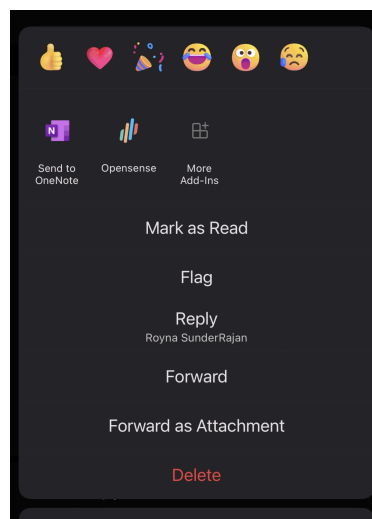 Send to
OneNote
Opensense
More
Add-Ins
Mark as Read
Flag
Reply
Royna SunderRajan
Forward
Forward as Attachment
Delete